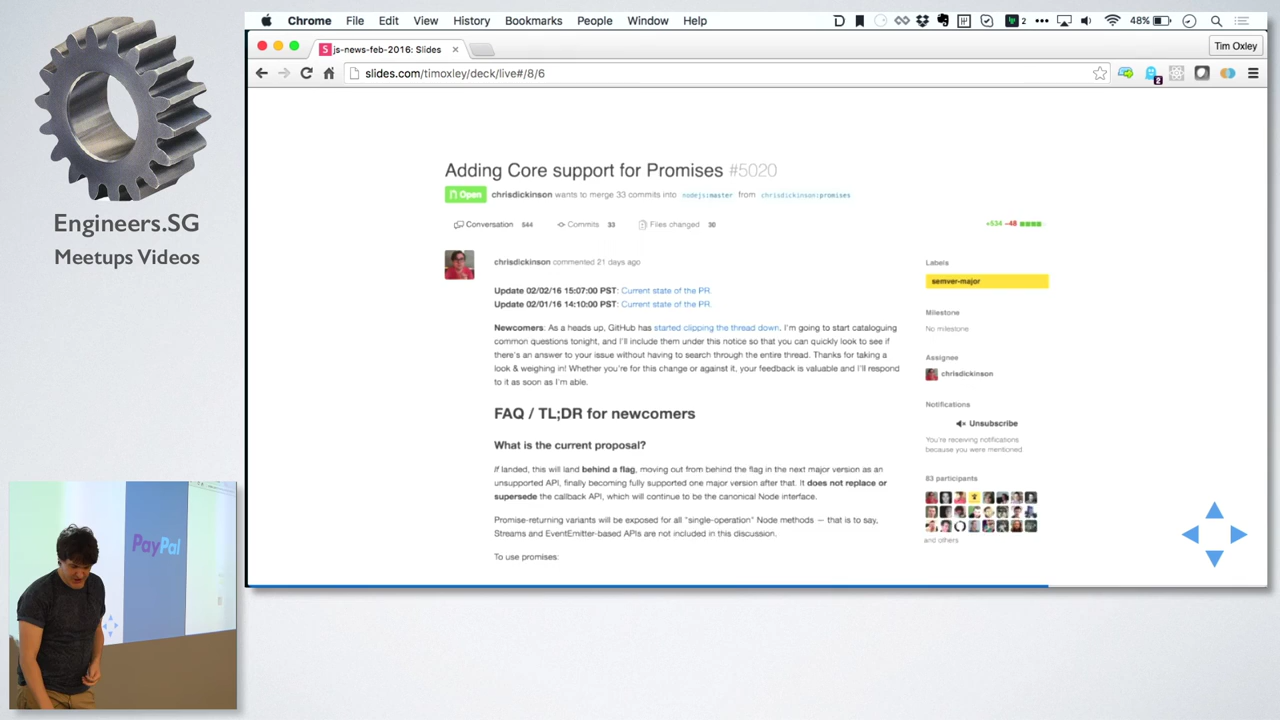 Engineers.SG
Meetups Videos
PayPal
Chrome File Edit View History Bookmarks People Window Help
2
48%
js-news-feb-2016: Slides
Tim Oxley
slides.com/timoxley/deck/live#/8/6
2
Adding Core support for Promises #5020
Open chrisdickinson wants to merge 33 commits into nodejs:master from chrisdickinson:promises
Conversation 544 Commits 33 Files changed 30
+534 −48
chrisdickinson commented 21 days ago
Update 02/02/16 15:07:00 PST: Current state of the PR.
Update 02/01/16 14:10:00 PST: Current state of the PR.
Newcomers: As a heads up, GitHub has started clipping the thread down. I'm going to start cataloguing
common questions tonight, and I'll include them under this notice so that you can quickly look to see if
there's an answer to your issue without having to search through the entire thread. Thanks for taking a
look & weighing in! Whether you're for this change or against it, your feedback is valuable and I'll respond
to it as soon as I'm able.
FAQ / TL;DR for newcomers
What is the current proposal?
If landed, this will land behind a flag, moving out from behind the flag in the next major version as an
unsupported API, finally becoming fully supported one major version after that. It does not replace or
supersede the callback API, which will continue to be the canonical Node interface.
Promise-returning variants will be exposed for all "single-operation" Node methods — that is to say,
Streams and EventEmitter-based APIs are not included in this discussion.
To use promises:
Labels
semver-major
Milestone
No milestone
Assignee
chrisdickinson
Notifications
Unsubscribe
You're receiving notifications
because you were mentioned
83 participants
and others